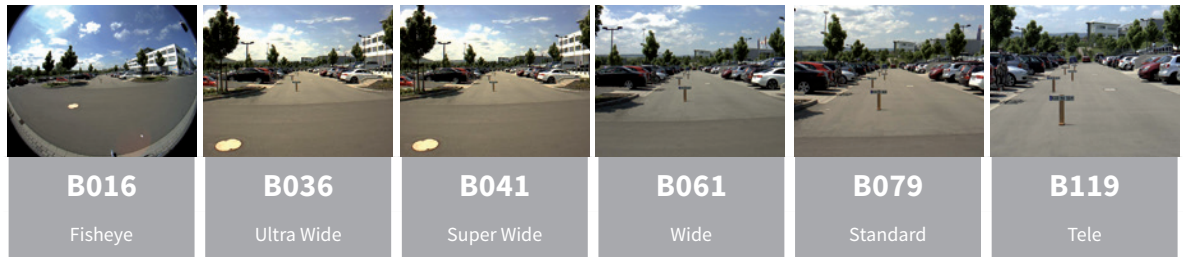 B016
Fisheye
B036
Ultra Wide
B041
Super Wide
B061
Wide
B079
Standard
B119
Tele